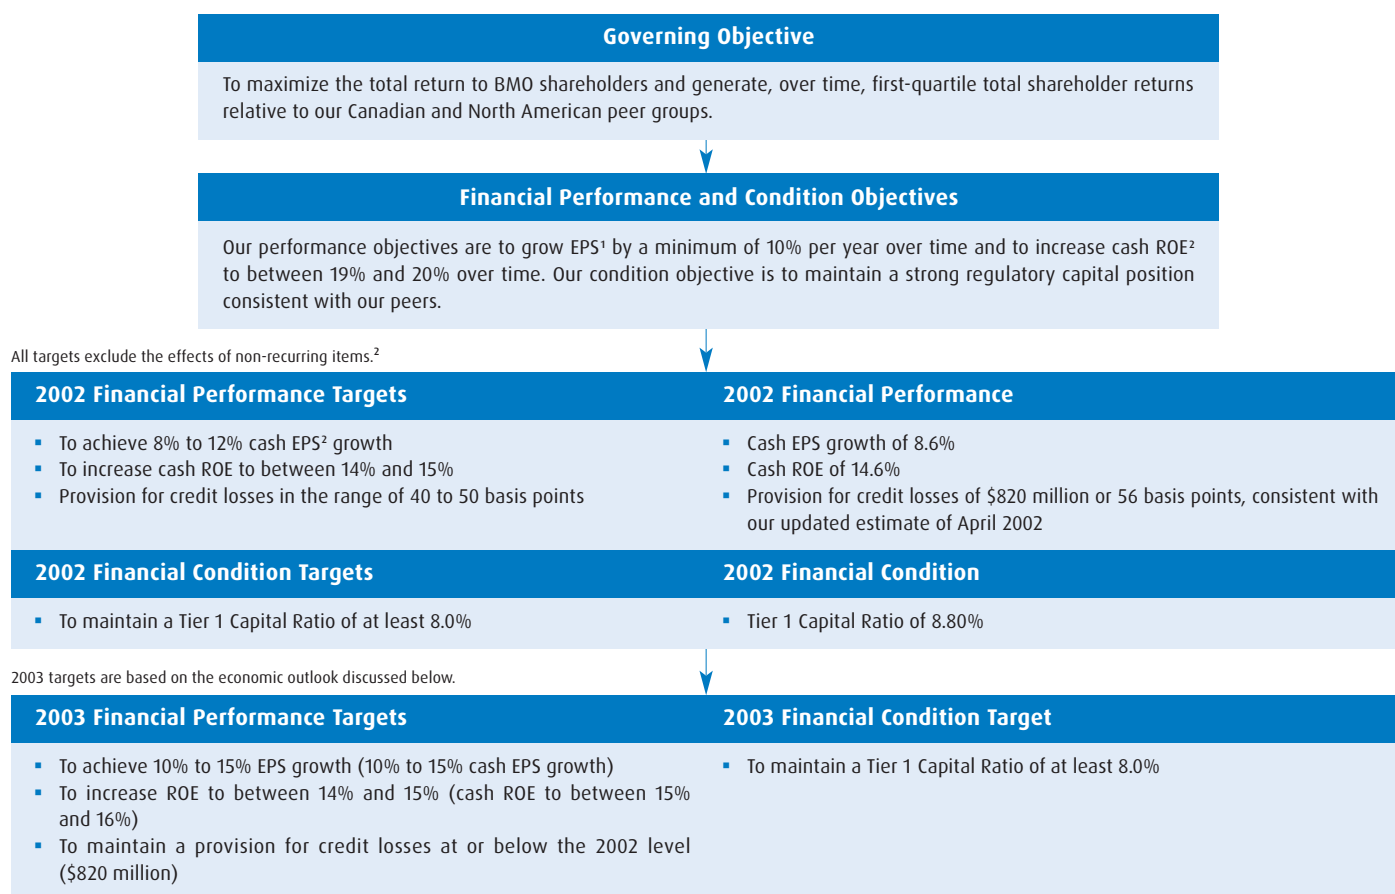 Governing Objective
To maximize the total return to BMO shareholders and generate, over time, first-quartile total shareholder returns
relative to our Canadian and North American peer groups.
Financial Performance and Condition Objectives
Our performance objectives are to grow EPS¹ by a minimum of 10% per year over time and to increase cash ROE²
to between 19% and 20% over time. Our condition objective is to maintain a strong regulatory capital position
consistent with our peers.
All targets exclude the effects of non-recurring items.²
2002 Financial Performance Targets
▪ To achieve 8% to 12% cash EPS² growth
▪ To increase cash ROE to between 14% and 15%
▪ Provision for credit losses in the range of 40 to 50 basis points
2002 Financial Performance
▪ Cash EPS growth of 8.6%
▪ Cash ROE of 14.6%
▪ Provision for credit losses of $820 million or 56 basis points, consistent with
our updated estimate of April 2002
2002 Financial Condition Targets
▪ To maintain a Tier 1 Capital Ratio of at least 8.0%
2002 Financial Condition
▪ Tier 1 Capital Ratio of 8.80%
2003 targets are based on the economic outlook discussed below.
2003 Financial Performance Targets
▪ To achieve 10% to 15% EPS growth (10% to 15% cash EPS growth)
▪ To increase ROE to between 14% and 15% (cash ROE to between 15%
and 16%)
▪ To maintain a provision for credit losses at or below the 2002 level
($820 million)
2003 Financial Condition Target
▪ To maintain a Tier 1 Capital Ratio of at least 8.0%